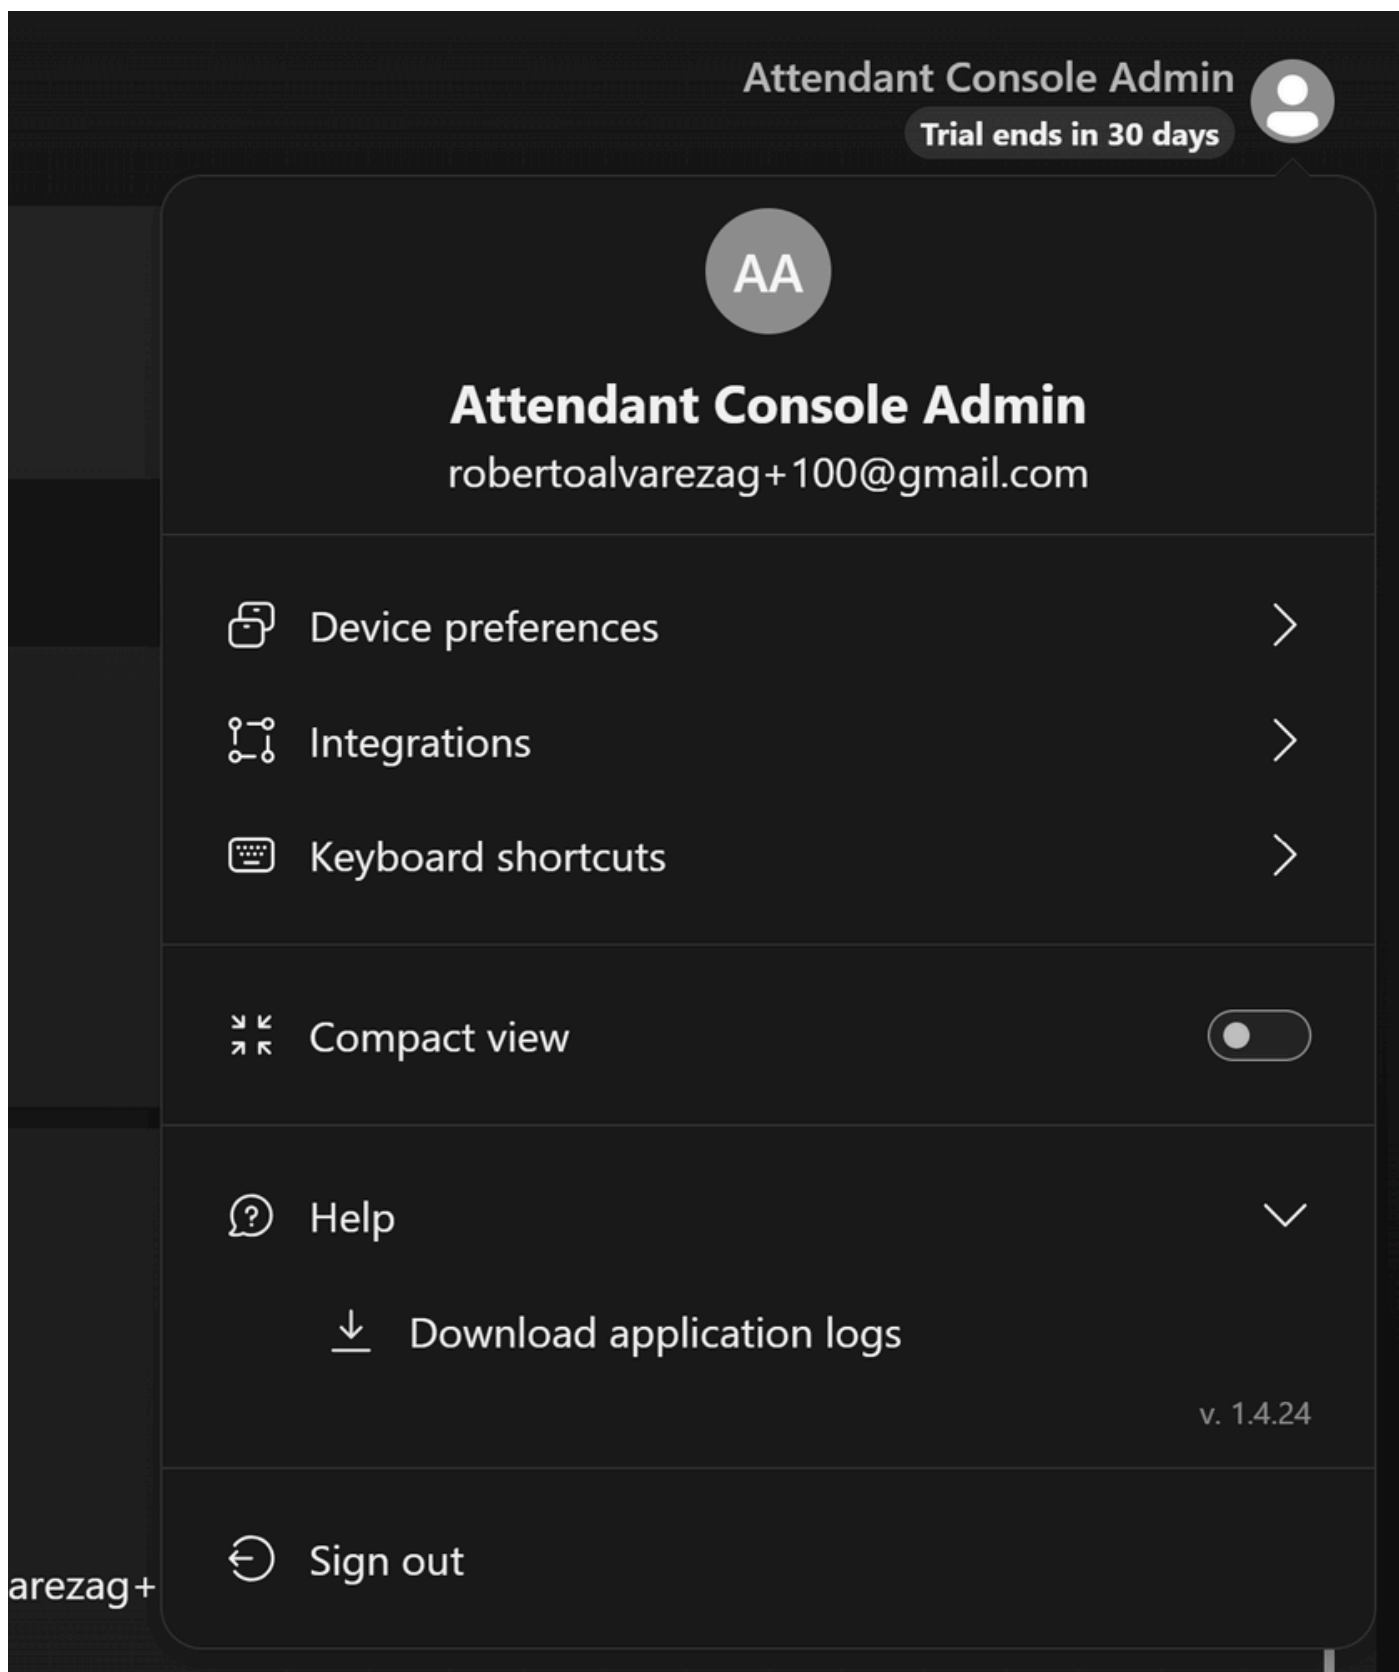 Attendant Console Admin
Trial ends in 30 days
AA
Attendant Console Admin
robertoalvarezag+100@gmail.com
Device preferences
Integrations
Keyboard shortcuts
Compact view
Help
Download application logs
v. 1.4.24
Sign out
arezag+